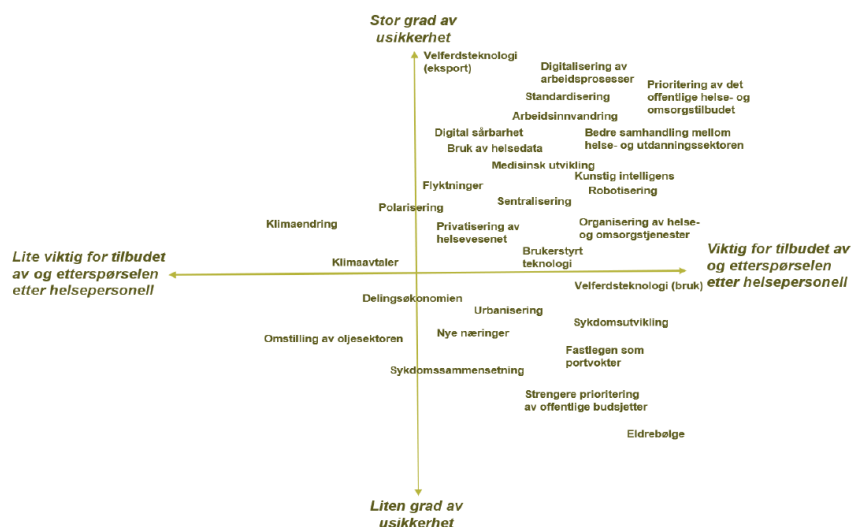 Stor grad av
usikkerhet
Velferdsteknologi
(eksport)
Digitalisering av
arbeidsprosesser
Prioritering av det
offentlige helse- og
omsorgstilbudet
Standardisering
Arbeidsinnvandring
Digital sårbarhet
Bedre samhandling mellom
helse- og utdanningssektoren
Bruk av helsedata
Medisinsk utvikling
Kunstig intelligens
Flyktninger
Robotisering
Sentralisering
Polarisering
Klimaendring
Privatisering av
helsevesenet
Organisering av helse-
og omsorgstjenester
Lite viktig for tilbudet
av og etterspørselen
etter helsepersonell
Klimaavtaler
Brukerstyrt
teknologi
Viktig for tilbudet av
og etterspørselen
etter helsepersonell
Velferdsteknologi (bruk)
Delingsøkonomien
Urbanisering
Sykdomsutvikling
Omstilling av oljesektoren
Nye næringer
Fastlegen som
portvokter
Sykdomssammensetning
Strengere prioritering
av offentlige budsjetter
Eldrebølge
Liten grad av
usikkerhet